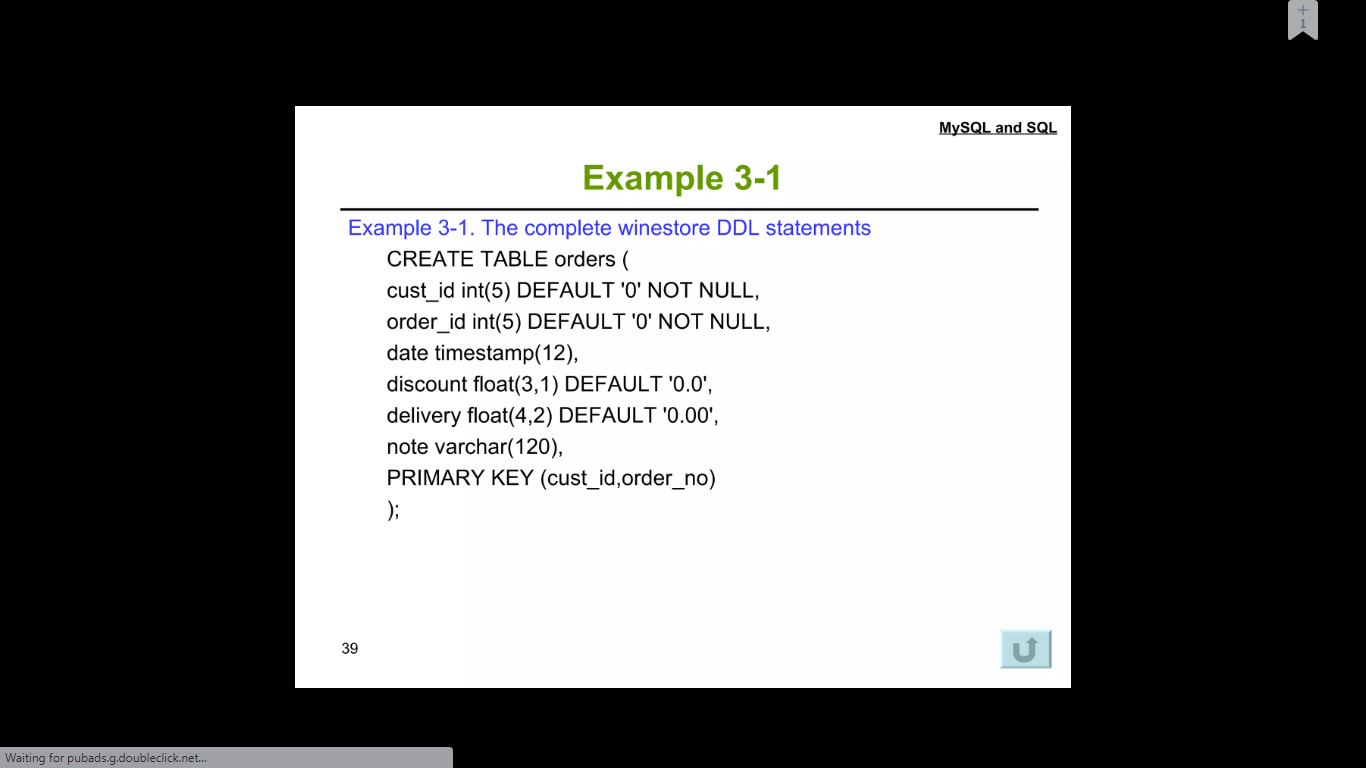 +
1
MySQL and SQL
Example 3-1
Example 3-1. The complete winestore DDL statements
CREATE TABLE orders (
cust_id int(5) DEFAULT '0' NOT NULL,
order_id int(5) DEFAULT '0' NOT NULL,
date timestamp(12),
discount float(3,1) DEFAULT '0.0',
delivery float(4,2) DEFAULT '0.00',
note varchar(120),
PRIMARY KEY (cust_id,order_no)
);
39
Waiting for pubads.g.doubleclick.net...